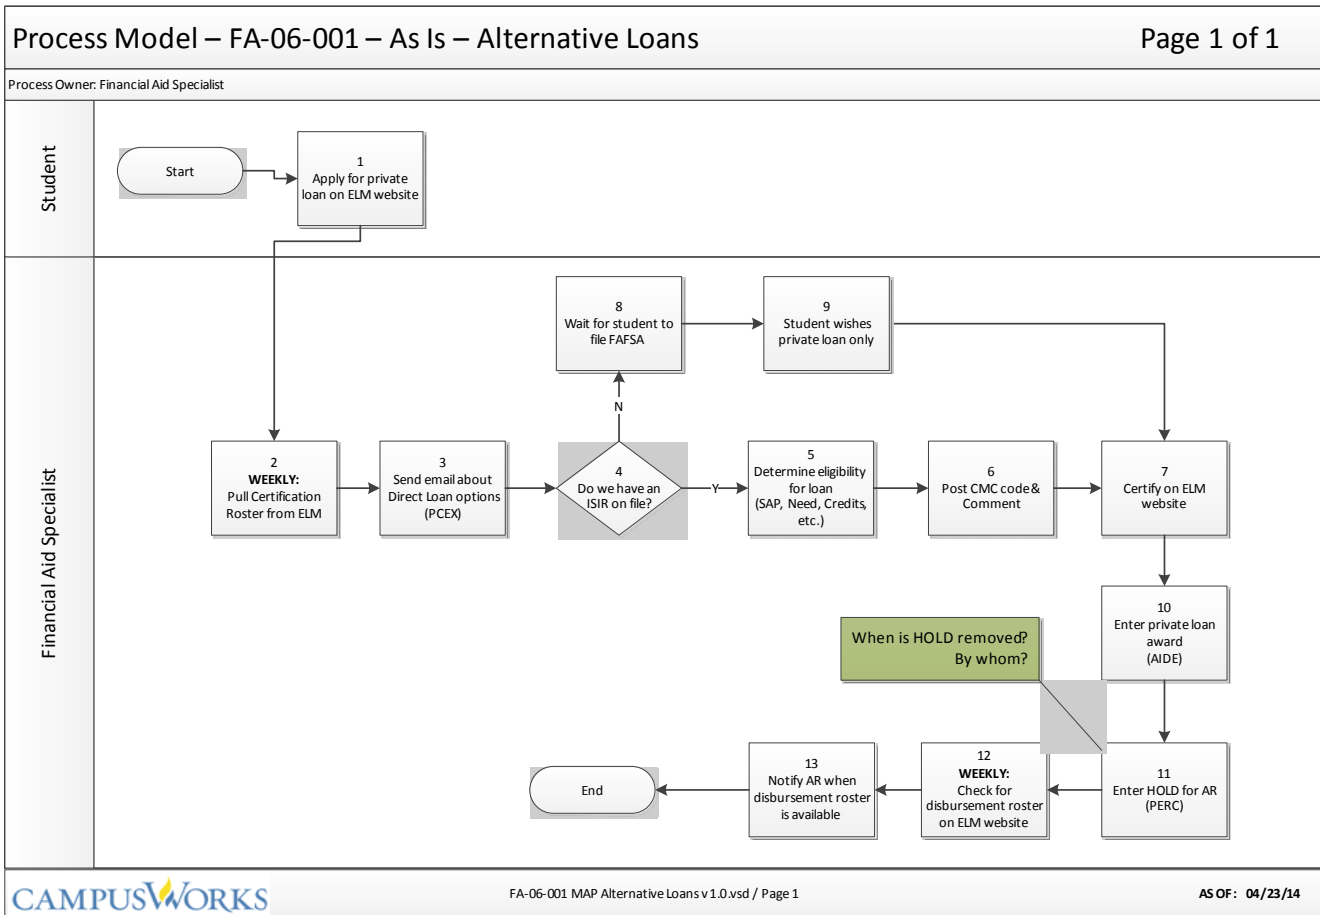 Process Model – FA-06-001 – As Is – Alternative Loans
Page 1 of 1
Process Owner: Financial Aid Specialist
Student
Start
1
Apply for private
loan on ELM website
Financial Aid Specialist
8
Wait for student to
file FAFSA
9
Student wishes
private loan only
N
2
WEEKLY:
Pull Certification
Roster from ELM
3
Send email about
Direct Loan options
(PCEX)
4
Do we have an
ISIR on file?
Y
5
Determine eligibility
for loan
(SAP, Need, Credits,
etc.)
6
Post CMC code &
Comment
7
Certify on ELM
website
10
Enter private loan
award
(AIDE)
When is HOLD removed?
By whom?
11
Enter HOLD for AR
(PERC)
12
WEEKLY:
Check for
disbursement roster
on ELM website
13
Notify AR when
disbursement roster
is available
End
CAMPUSWORKS
FA-06-001 MAP Alternative Loans v 1.0.vsd / Page 1
AS OF: 04/23/14